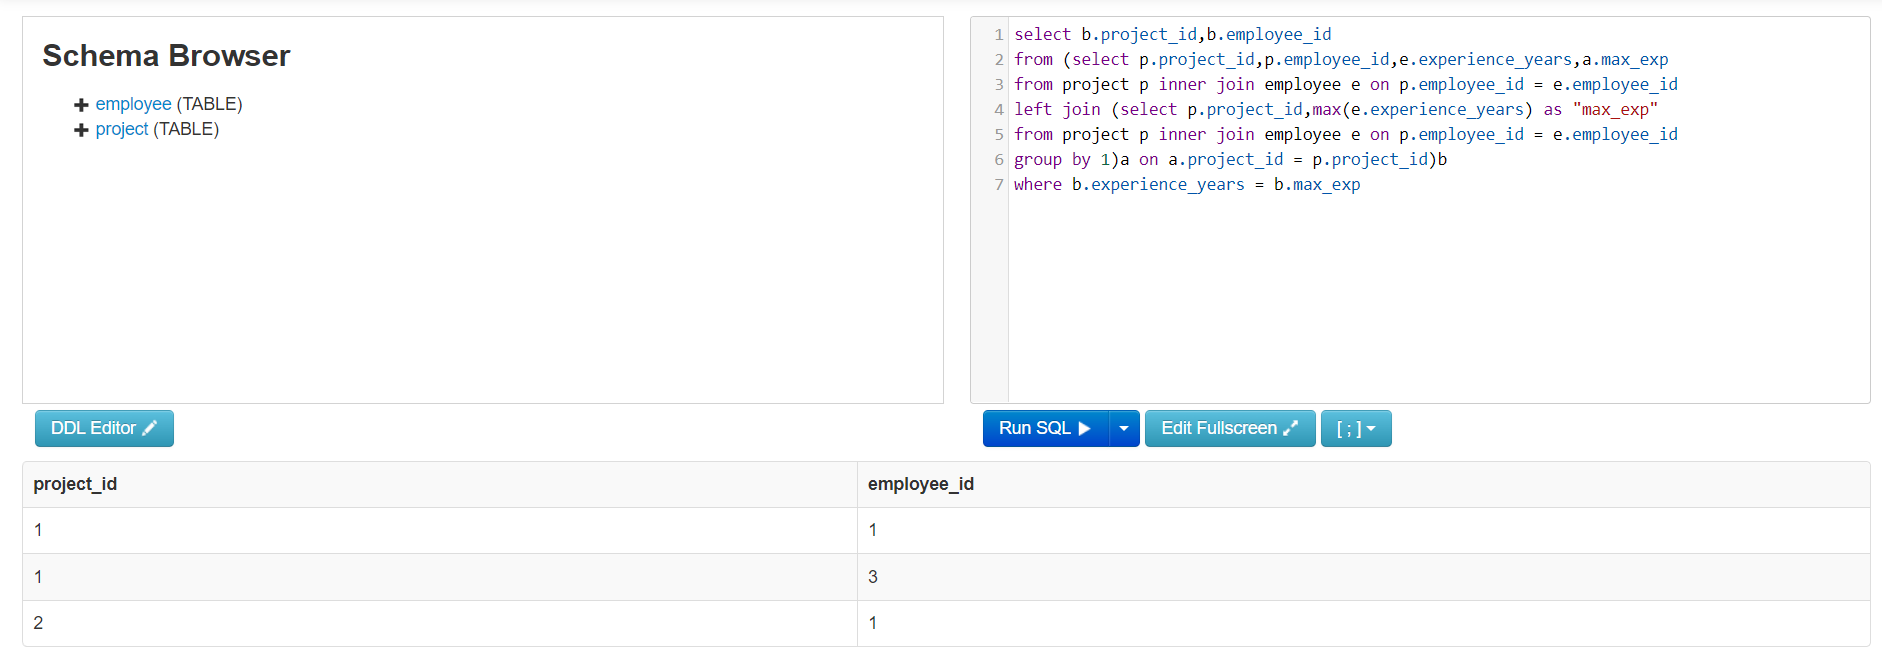 Schema Browser
employee (TABLE)
project (TABLE)
DDL Editor
1 select b.project_id,b.employee_id
2 from (select p.project_id,p.employee_id,e.experience_years,a.max_exp
3 from project p inner join employee e on p.employee_id = e.employee_id
4 left join (select p.project_id,max(e.experience_years) as "max_exp"
5 from project p inner join employee e on p.employee_id = e.employee_id
6 group by 1)a on a.project_id = p.project_id)b
7 where b.experience_years = b.max_exp
Run SQL
Edit Fullscreen
[ ; ]
project_id employee_id
1 1
1 3
2 1